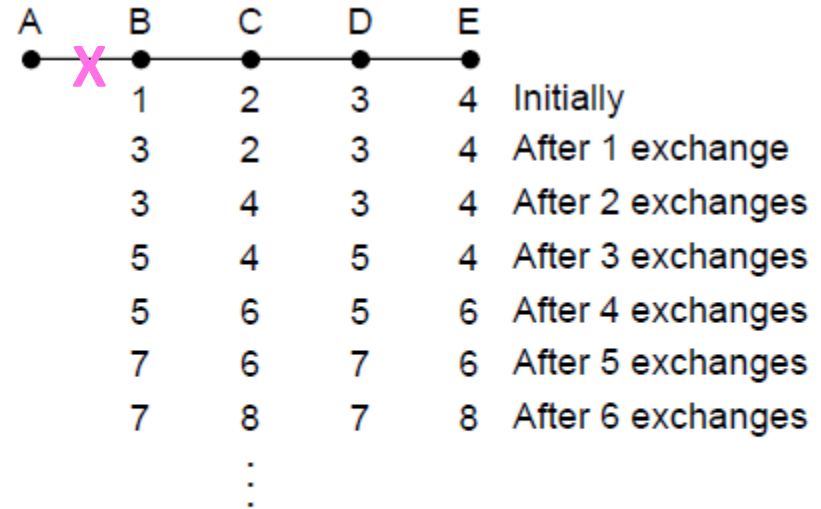 A B C D E
X
1 2 3 4 Initially
3 2 3 4 After 1 exchange
3 4 3 4 After 2 exchanges
5 4 5 4 After 3 exchanges
5 6 5 6 After 4 exchanges
7 6 7 6 After 5 exchanges
7 8 7 8 After 6 exchanges
⋮